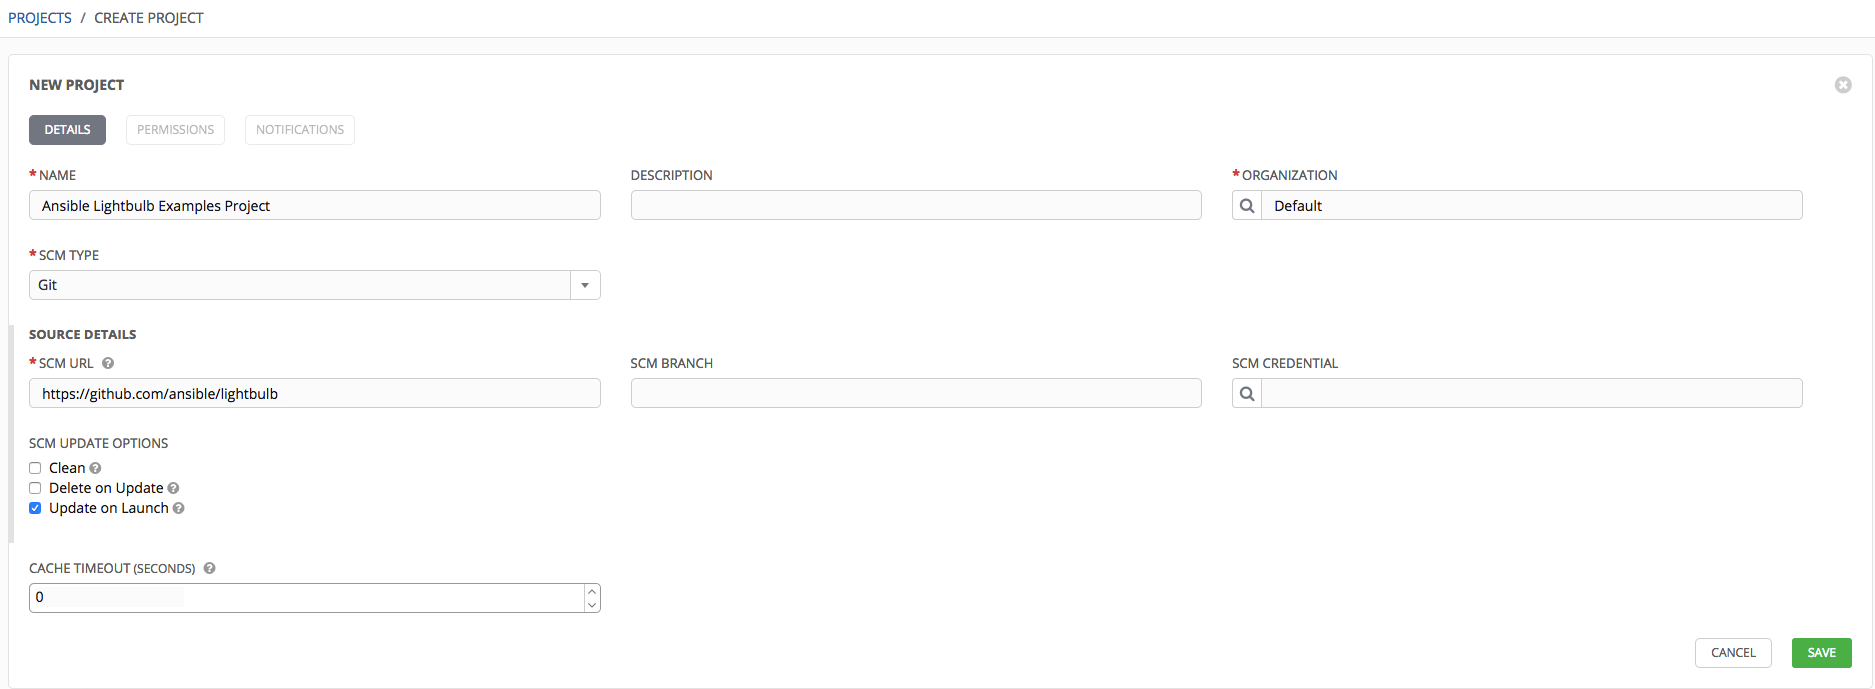 PROJECTS / CREATE PROJECT
NEW PROJECT
DETAILS PERMISSIONS NOTIFICATIONS
* NAME DESCRIPTION * ORGANIZATION
Ansible Lightbulb Examples Project Default
* SCM TYPE
Git
SOURCE DETAILS
* SCM URL ? SCM BRANCH SCM CREDENTIAL
https://github.com/ansible/lightbulb
SCM UPDATE OPTIONS
Clean ?
Delete on Update ?
Update on Launch ?
CACHE TIMEOUT (SECONDS) ?
0
CANCEL SAVE